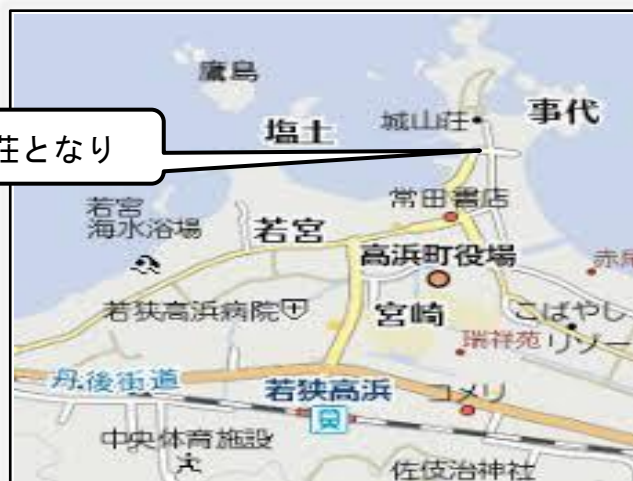 鷹島
事代
城山荘
塩土
荘となり
常田書店
若宮
海水浴場
若宮
高浜町役場
赤尾
若狭高浜病院
宮崎
こばやし
瑞祥苑
リゾー
丹後街道
若狭高浜
コメリ
中央体育施設
佐伎治神社